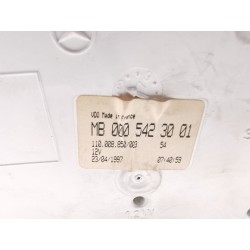 VDO Made in France
MB 000 542 30 01
110.008.850/003 54
12V
23/04/1997 07:40:59